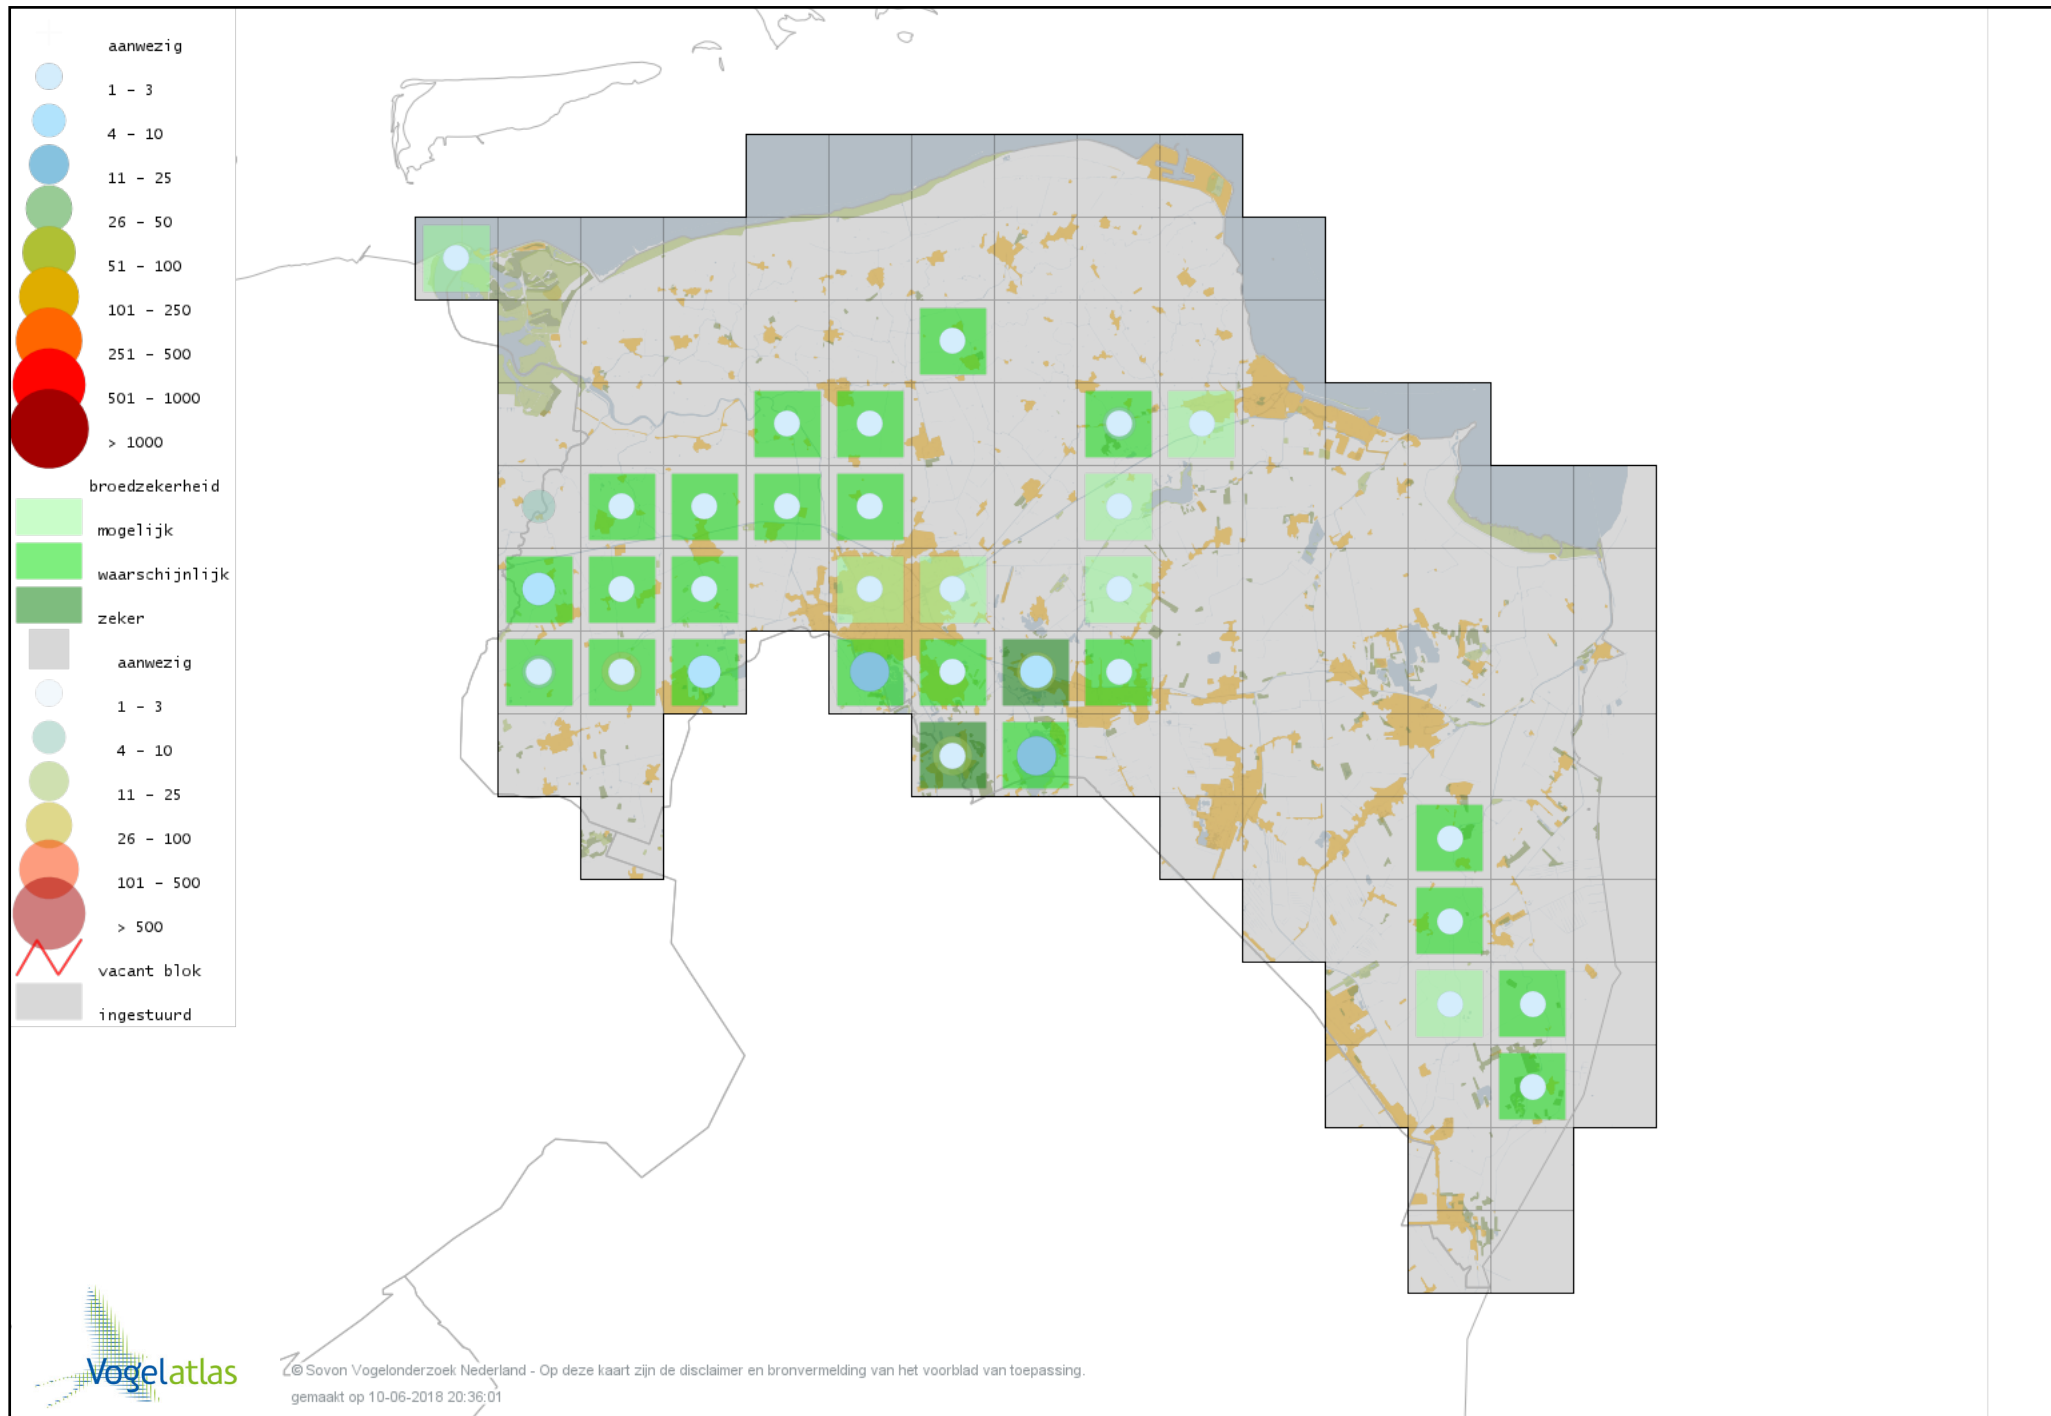 aanwezig
1 - 3
4 - 10
11 - 25
26 - 50
51 - 100
101 - 250
251 - 500
501 - 1000
> 1000
broedzekerheid
mogelijk
waarschijnlijk
zeker
aanwezig
1 - 3
4 - 10
11 - 25
26 - 100
101 - 500
> 500
vacant blok
ingestuurd
Vogelatlas
© Sovon Vogelonderzoek Nederland - Op deze kaart zijn de disclaimer en bronvermelding van het voorblad van toepassing.
gemaakt op 10-06-2018 20:36:01